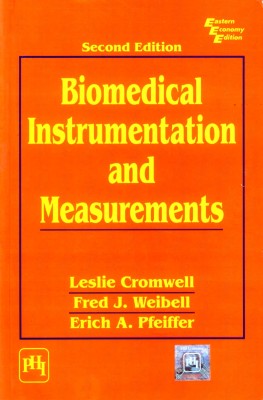 Eastern
Economy
Edition
Second Edition
Biomedical
Instrumentation
and
Measurements
Leslie Cromwell
Fred J. Weibell
Erich A. Pfeiffer
PHI